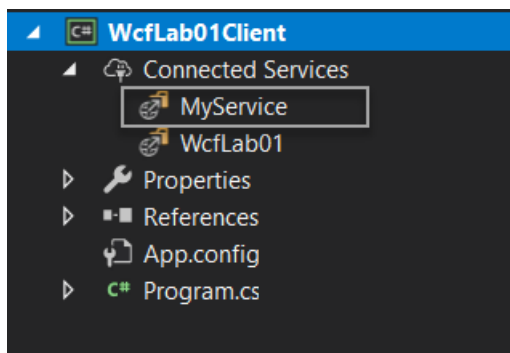 C# WcfLab01Client
Connected Services
MyService
WcfLab01
Properties
References
App.config
C# Program.cs